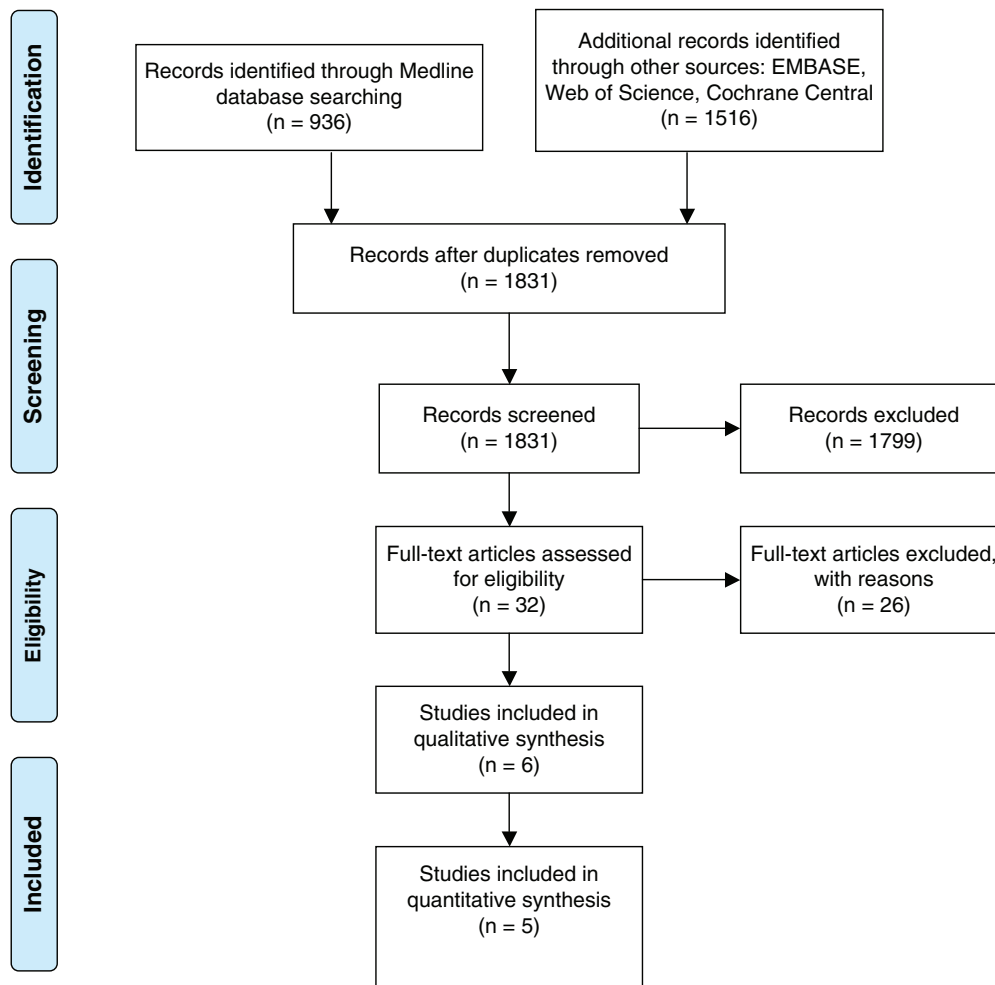 Identification
Records identified through Medline
database searching
(n = 936)
Additional records identified
through other sources: EMBASE,
Web of Science, Cochrane Central
(n = 1516)
Records after duplicates removed
(n = 1831)
Screening
Records screened
(n = 1831)
Records excluded
(n = 1799)
Eligibility
Full-text articles assessed
for eligibility
(n = 32)
Full-text articles excluded,
with reasons
(n = 26)
Studies included in
qualitative synthesis
(n = 6)
Included
Studies included in
quantitative synthesis
(n = 5)